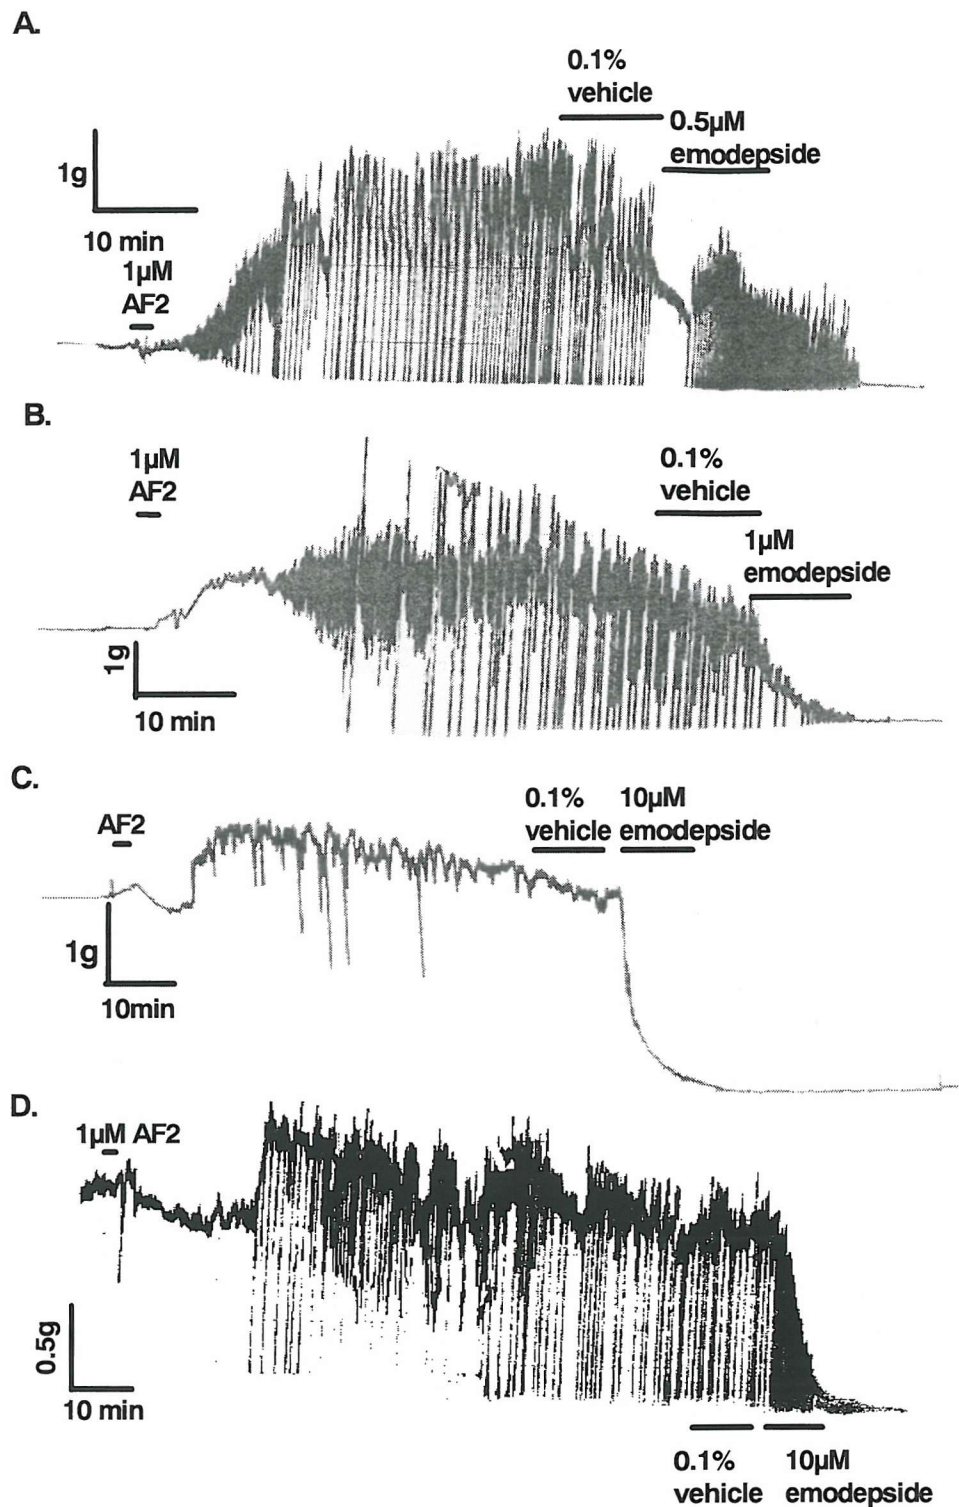 A.
0.1%
vehicle
0.5µM
emodepside
1g
10 min
1µM
AF2
B.
1µM
AF2
0.1%
vehicle
1µM
emodepside
1g
10 min
C.
AF2
0.1%
vehicle
10µM
emodepside
1g
10min
D.
1µM AF2
0.5g
10 min
0.1%
vehicle
10µM
emodepside